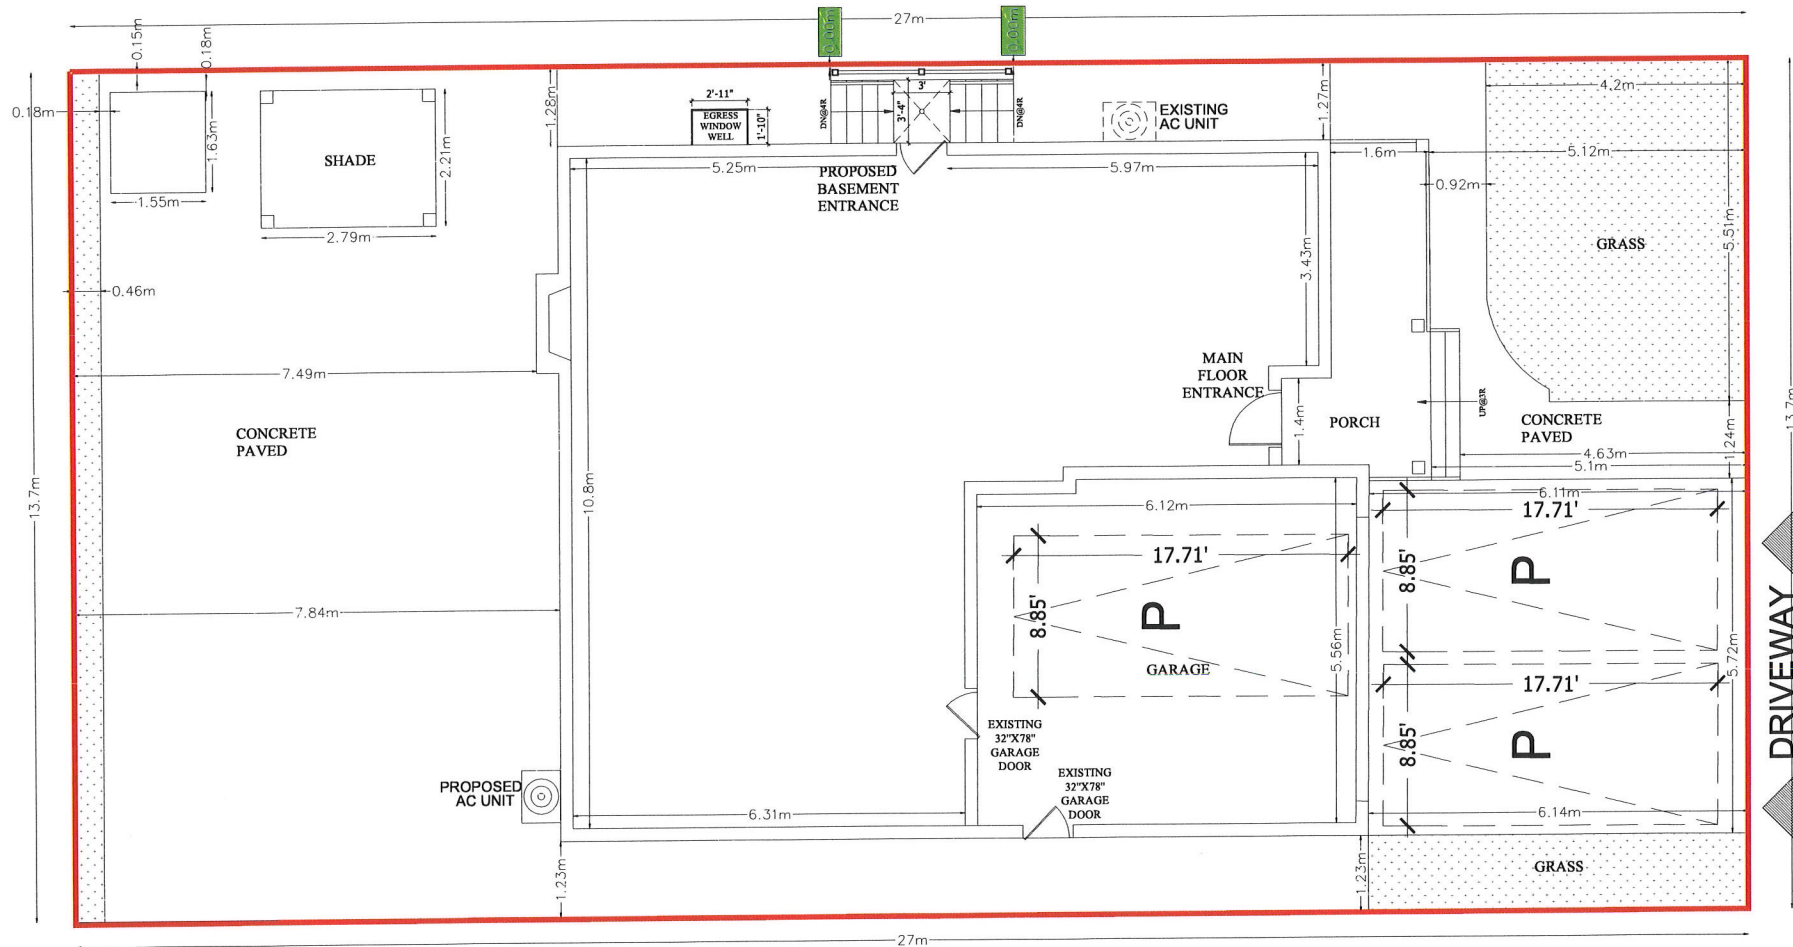 27m
0.15m
0.18m
0.00m
0.00m
0.18m
1.63m
1.55m
SHADE
2.21m
2.79m
1.28m
2'-11"
EGRESS
WINDOW
WELL
1'-10"
DN@4R
3'
3'-4"
DN@4R
EXISTING
AC UNIT
1.27m
4.2m
5.25m
PROPOSED
BASEMENT
ENTRANCE
5.97m
1.6m
5.12m
0.92m
GRASS
5.51m
0.46m
3.43m
7.49m
MAIN
FLOOR
ENTRANCE
1.4m
PORCH
UP@3R
CONCRETE
PAVED
1.24m
4.63m
5.1m
CONCRETE
PAVED
13.7m
13.7m
10.8m
6.12m
6.11m
17.71'
17.71'
8.85'
P
8.85'
P
GARAGE
5.56m
5.72m
17.71'
8.85'
P
7.84m
EXISTING
32"X78"
GARAGE
DOOR
EXISTING
32"X78"
GARAGE
DOOR
PROPOSED
AC UNIT
6.31m
6.14m
DRIVEWAY
1.23m
1.23m
GRASS
27m